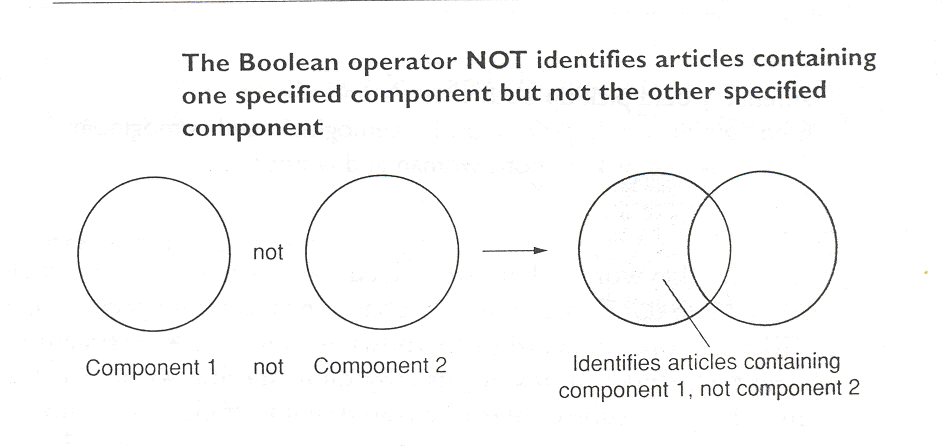 The Boolean operator NOT identifies articles containing
one specified component but not the other specified
component
not
Component 1 not Component 2
Identifies articles containing
component 1, not component 2